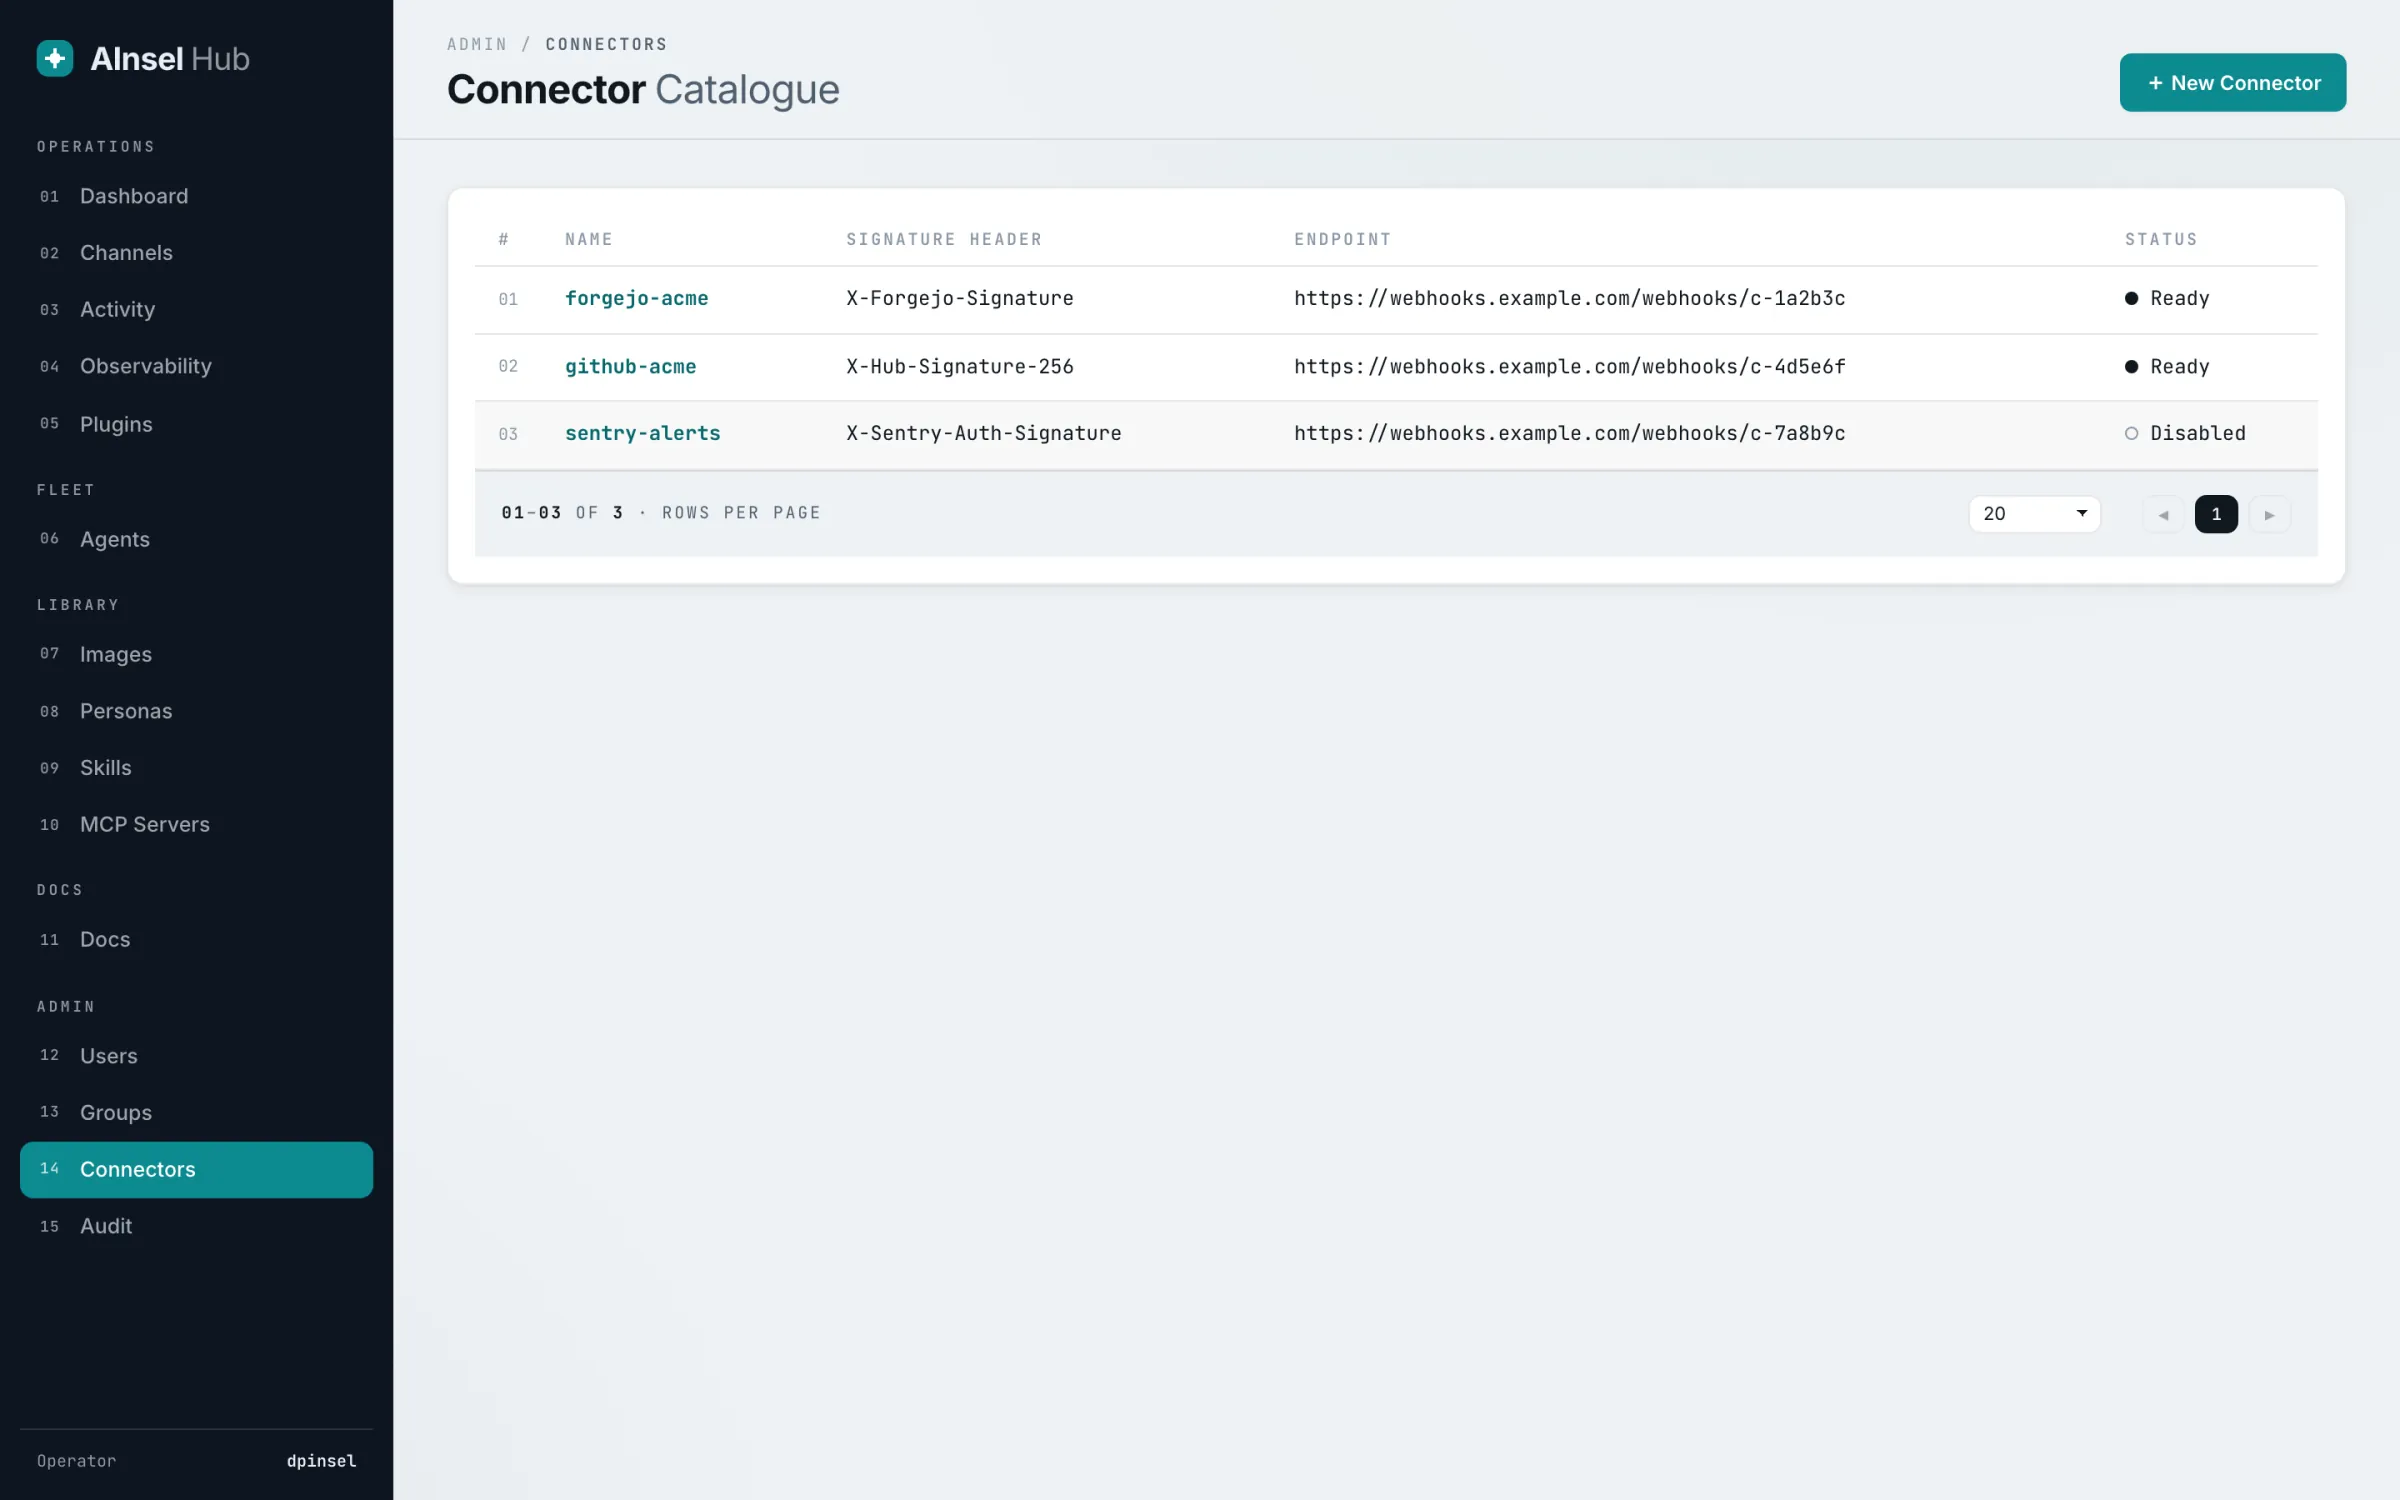 AInsel Hub
OPERATIONS
01 Dashboard
02 Channels
03 Activity
04 Observability
05 Plugins
FLEET
06 Agents
LIBRARY
07 Images
08 Personas
09 Skills
10 MCP Servers
DOCS
11 Docs
ADMIN
12 Users
13 Groups
14 Connectors
15 Audit
Operator dpinsel
ADMIN / CONNECTORS
Connector Catalogue
+ New Connector
# NAME SIGNATURE HEADER ENDPOINT STATUS
01 forgejo-acme X-Forgejo-Signature https://webhooks.example.com/webhooks/c-1a2b3c Ready
02 github-acme X-Hub-Signature-256 https://webhooks.example.com/webhooks/c-4d5e6f Ready
03 sentry-alerts X-Sentry-Auth-Signature https://webhooks.example.com/webhooks/c-7a8b9c Disabled
01–03 OF 3 · ROWS PER PAGE 20 ◀ 1 ▶